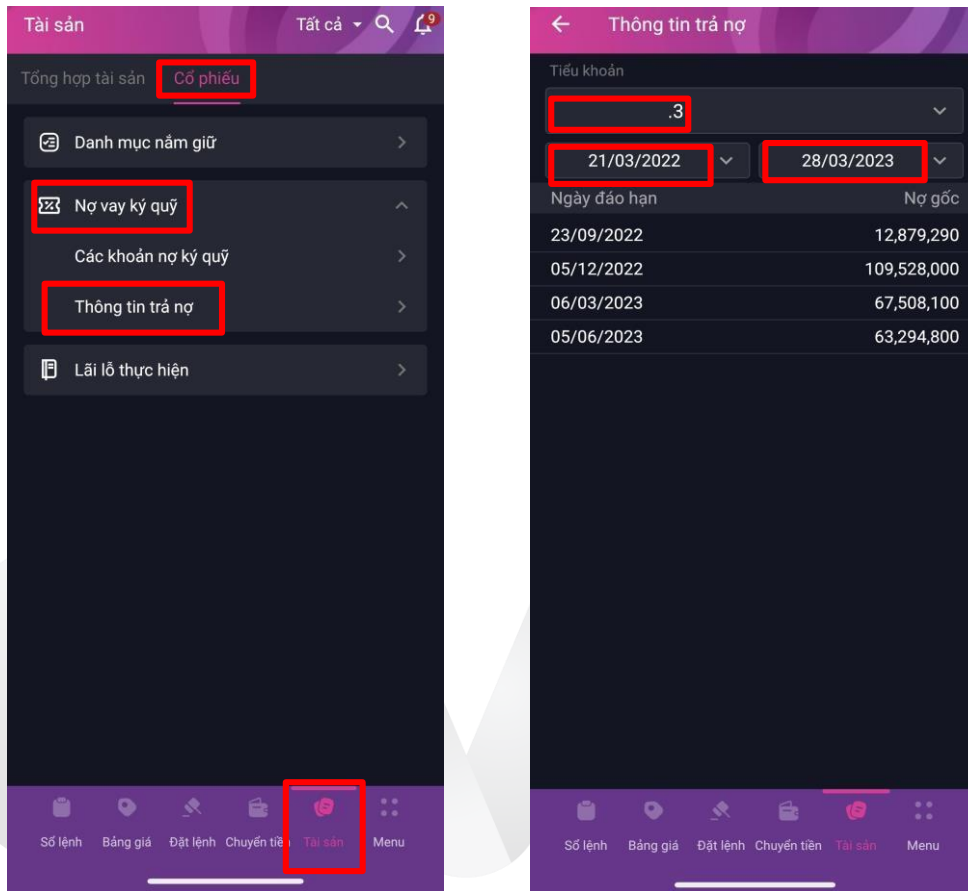 Tài sản
Tất cả
9
Tổng hợp tài sản
Cổ phiếu
Danh mục nắm giữ
Nợ vay ký quỹ
Các khoản nợ ký quỹ
Thông tin trả nợ
Lãi lỗ thực hiện
Sổ lệnh
Bảng giá
Đặt lệnh
Chuyển tiền
Tài sản
Menu
Thông tin trả nợ
Tiểu khoản
.3
21/03/2022
28/03/2023
Ngày đáo hạn Nợ gốc
23/09/2022 12,879,290
05/12/2022 109,528,000
06/03/2023 67,508,100
05/06/2023 63,294,800
Sổ lệnh
Bảng giá
Đặt lệnh
Chuyển tiền
Tài sản
Menu